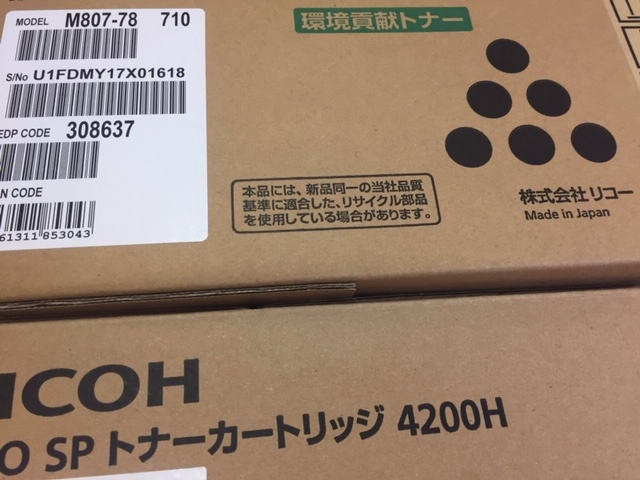 MODEL M807-78 710
環境貢献トナー
S/No U1FDMY17X01618
EDP CODE 308637
N CODE
61311 853043
本品には、新品同一の当社品質
基準に適合した、リサイクル部品
を使用している場合があります。
株式会社リコー
Made in Japan
ICOH
O SP トナーカートリッジ 4200H